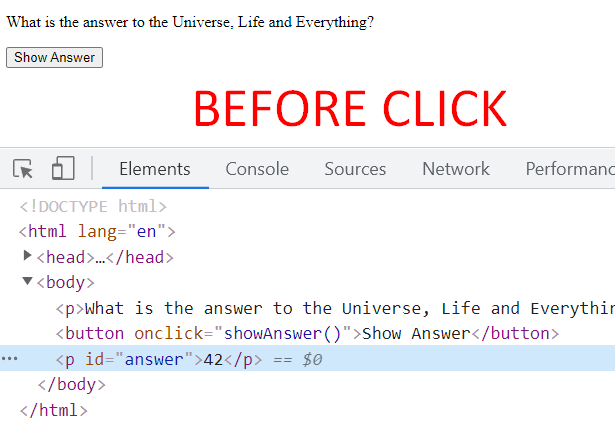 What is the answer to the Universe, Life and Everything?
Show Answer
BEFORE CLICK
Elements Console Sources Network Performanc
<!DOCTYPE html>
<html lang="en">
<head>…</head>
<body>
<p>What is the answer to the Universe, Life and Everythin
<button onclick="showAnswer()">Show Answer</button>
… <p id="answer">42</p> == $0
</body>
</html>